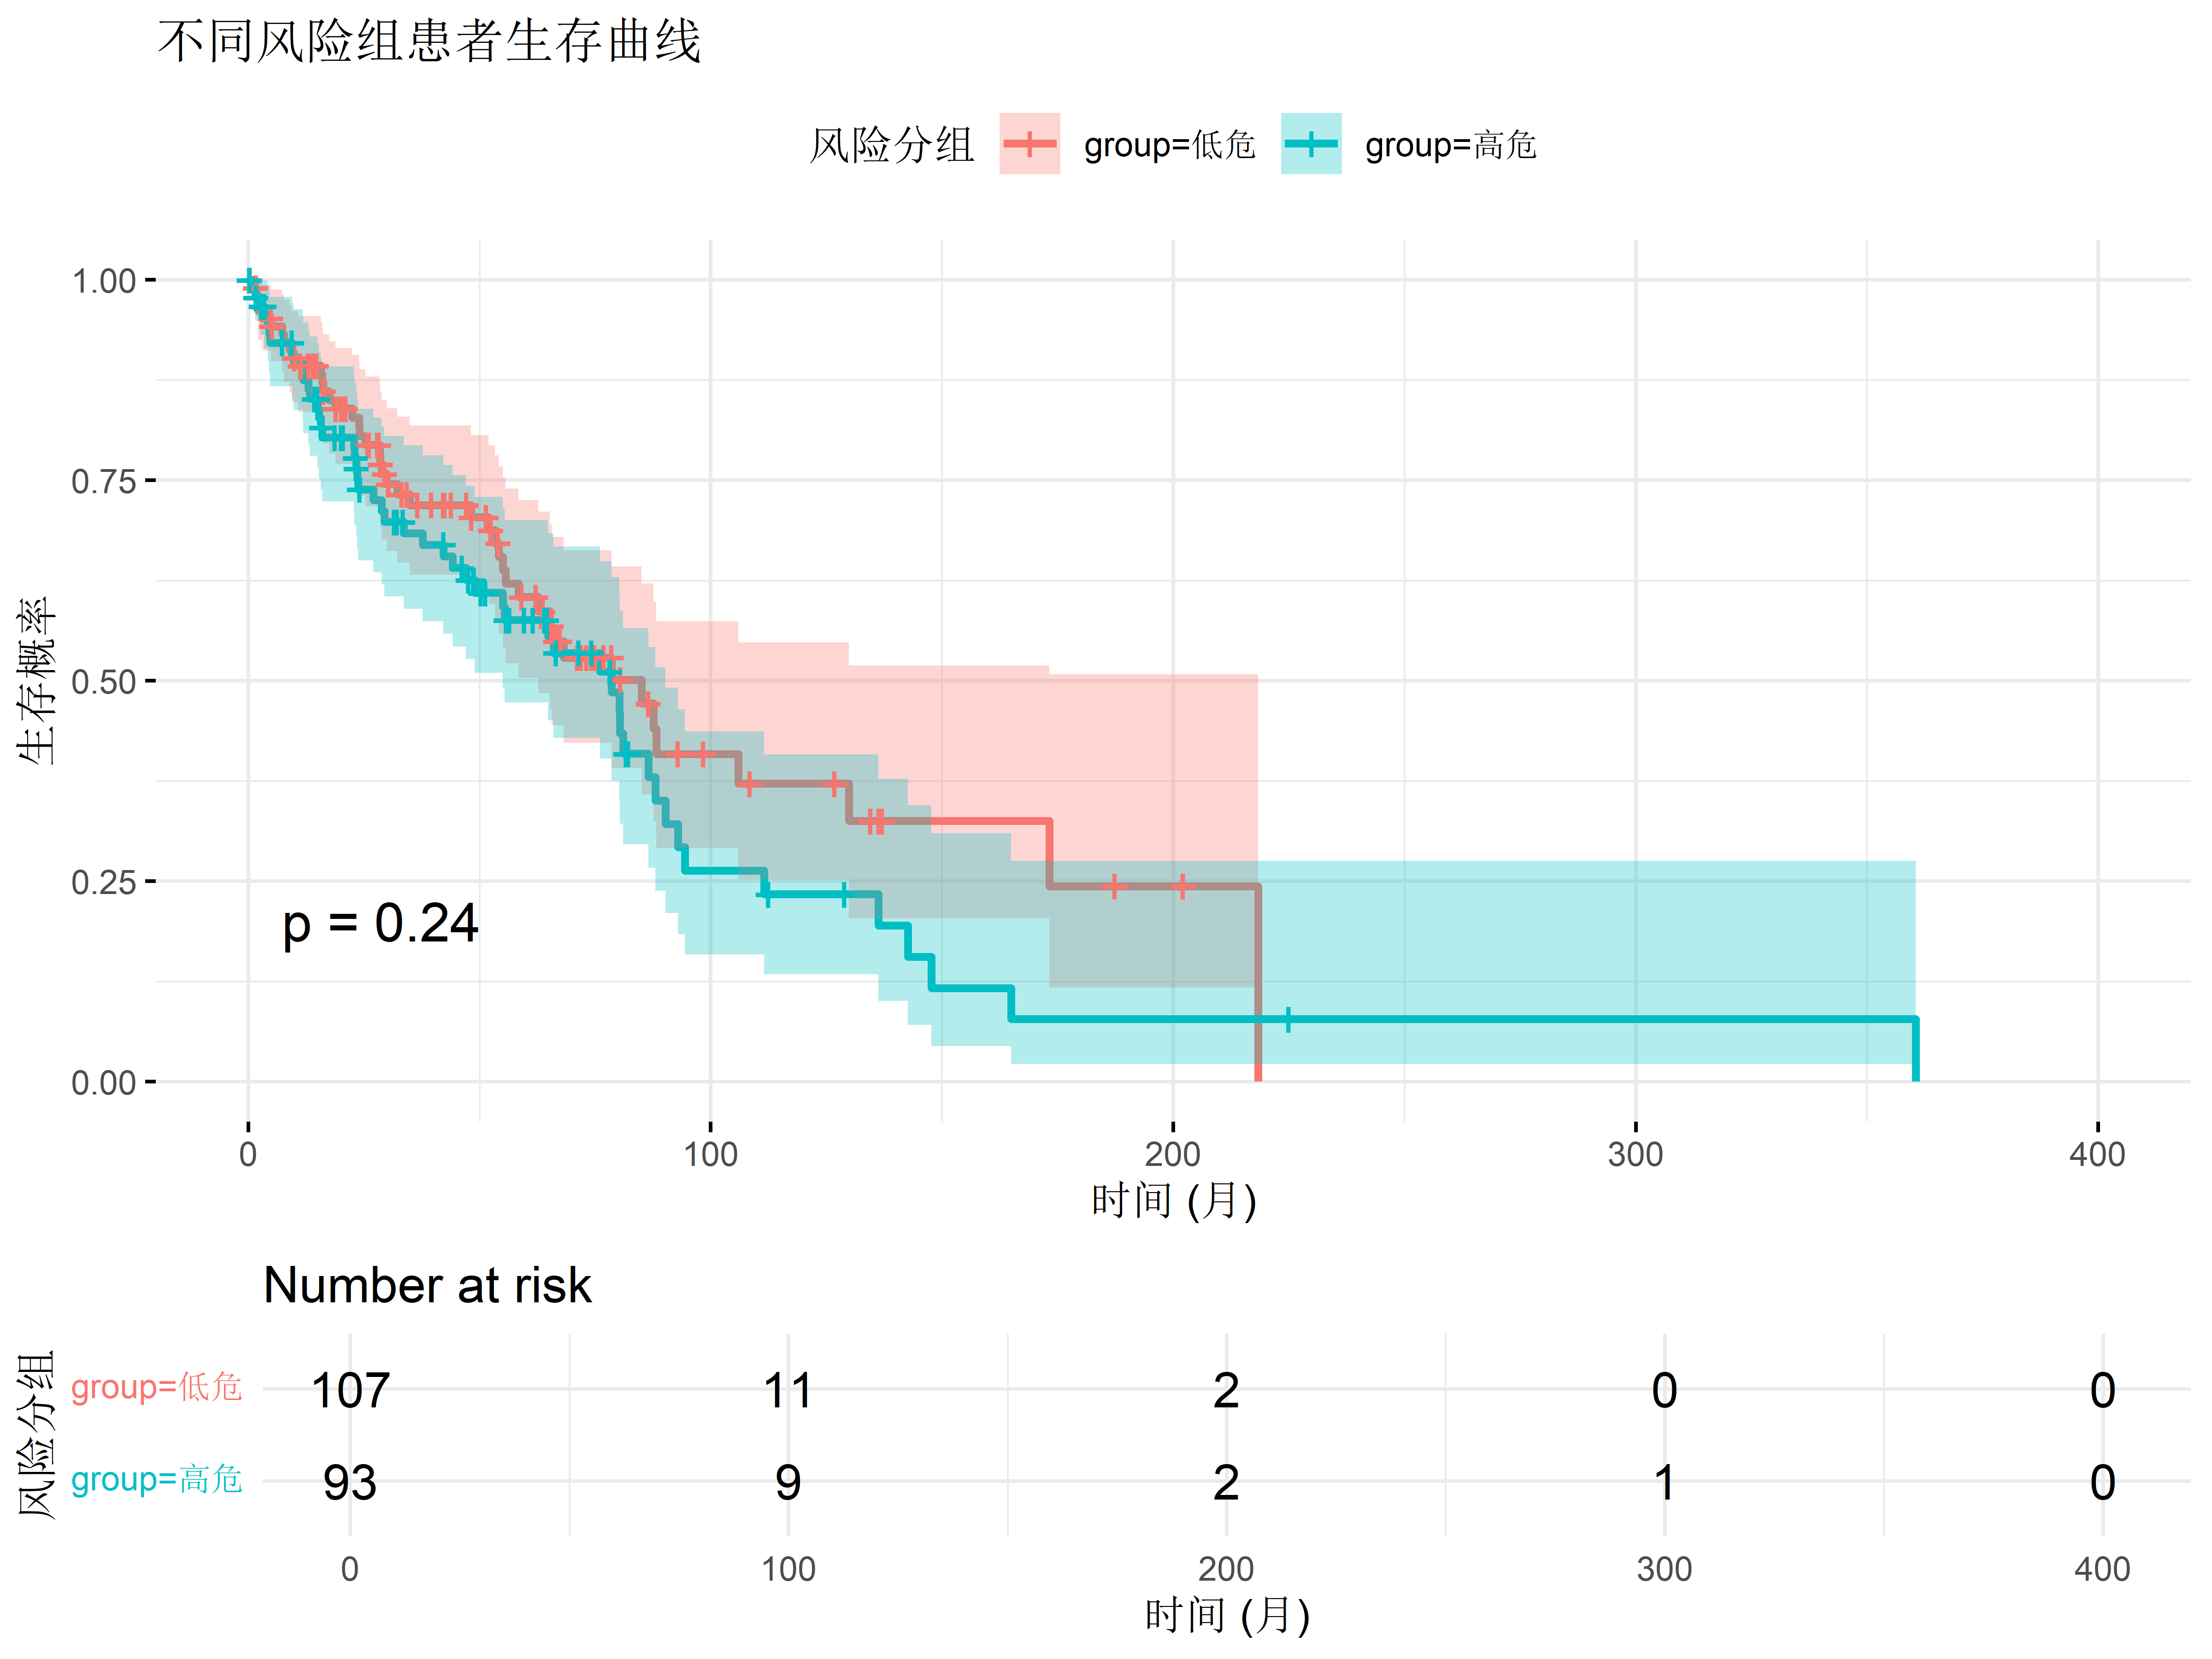 不同风险组患者生存曲线
风险分组 group=低危 group=高危
1.00
0.75
0.50
0.25
0.00
生存概率
p = 0.24
0 100 200 300 400
时间 (月)
Number at risk
风险分组
group=低危 107 11 2 0 0
group=高危 93 9 2 1 0
0 100 200 300 400
时间 (月)